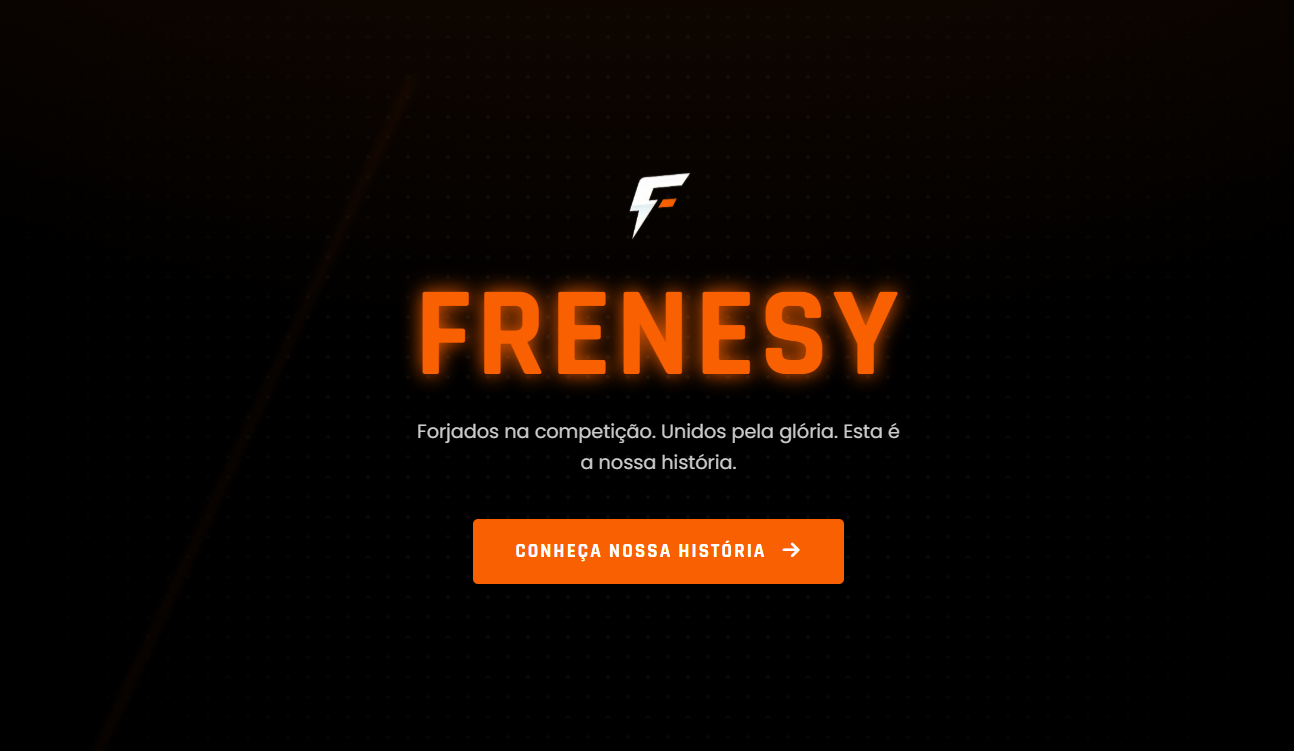 FRENESY
Forjados na competição. Unidos pela glória. Esta é
a nossa história.
CONHEÇA NOSSA HISTÓRIA